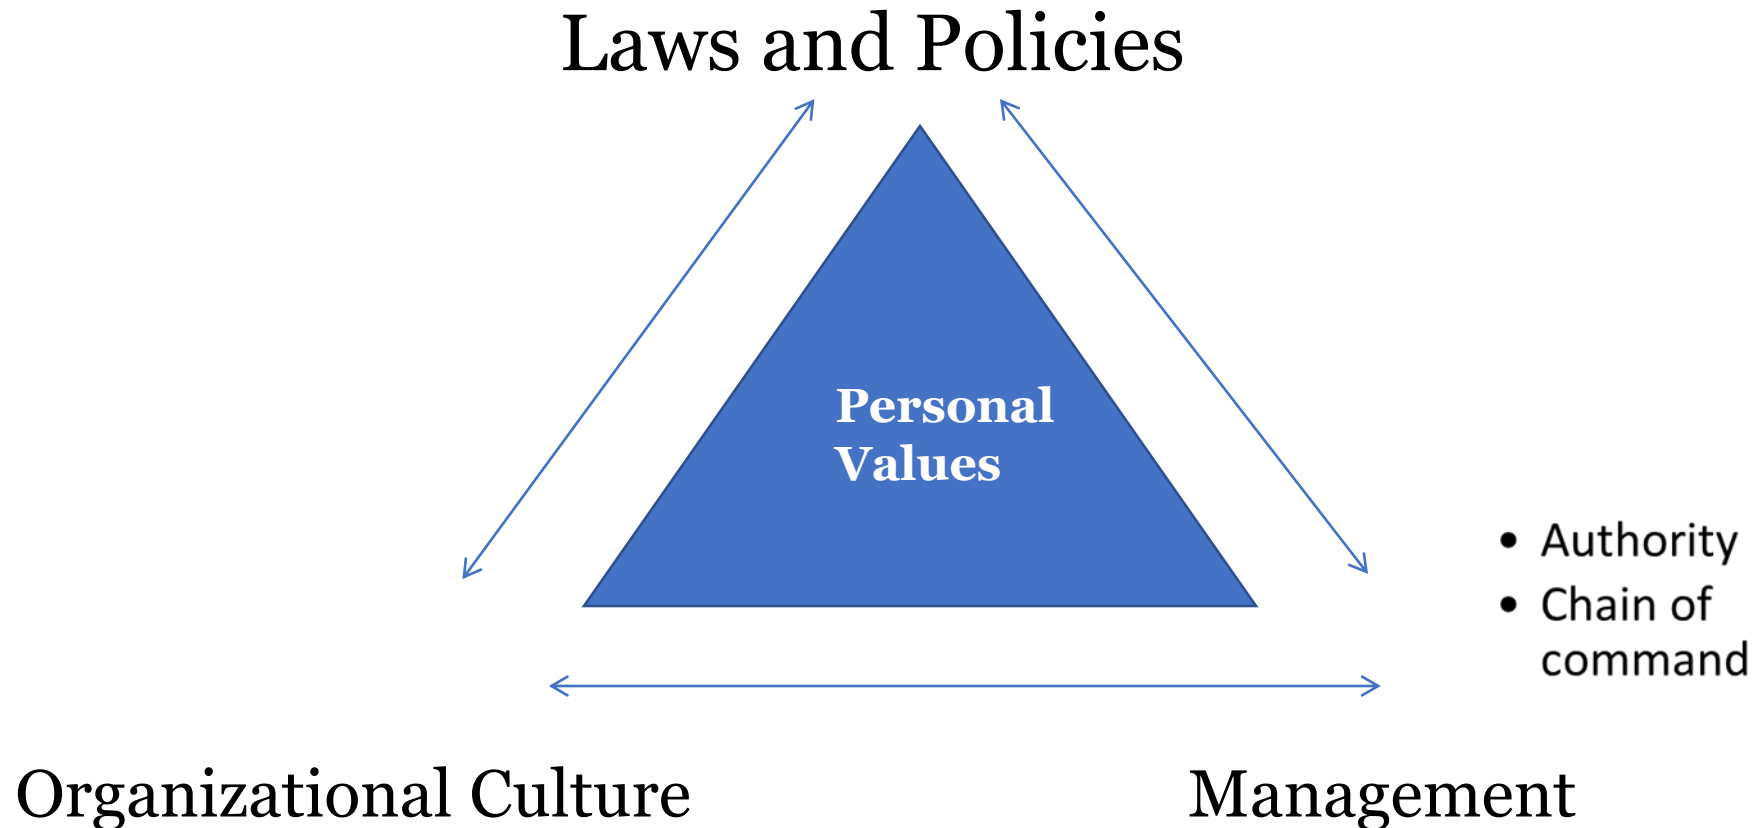 Laws and Policies
Personal
Values
• Authority
• Chain of
command
Organizational Culture
Management